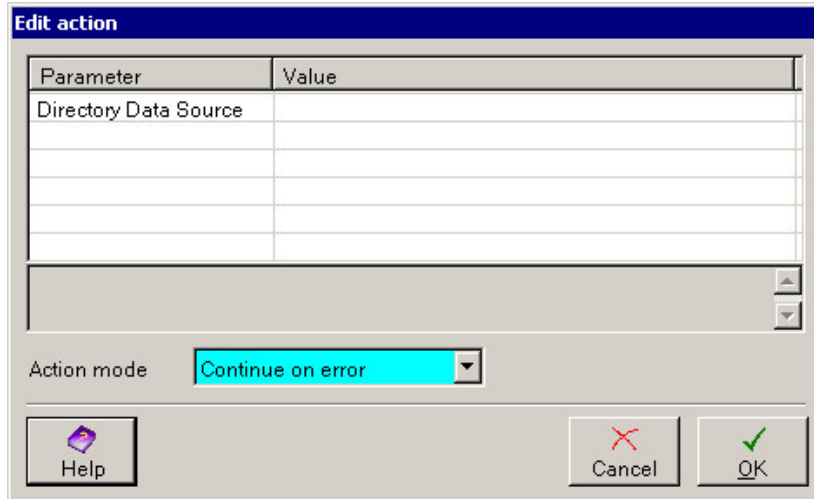 Edit action
Parameter Value
Directory Data Source
Action mode Continue on error
Help Cancel OK